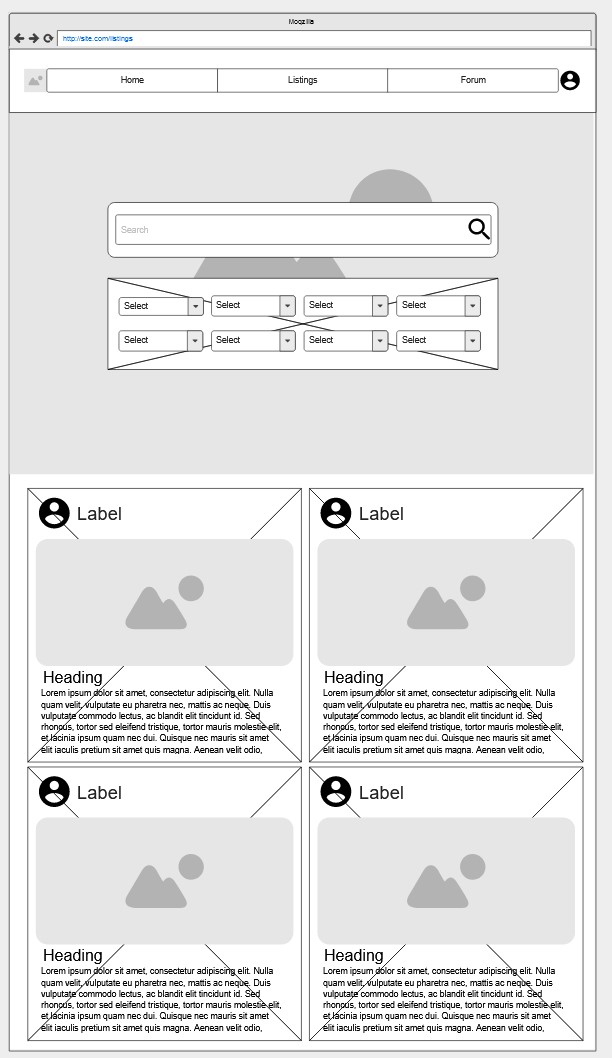 Moqzilla
http://site.com/listings
Home Listings Forum
Search
Select Select Select Select
Select Select Select Select
Label
Heading
Lorem ipsum dolor sit amet, consectetur adipiscing elit. Nulla
quam velit, vulputate eu pharetra nec, mattis ac neque. Duis
vulputate commodo lectus, ac blandit elit tincidunt id. Sed
rhoncus, tortor sed eleifend tristique, tortor mauris molestie elit,
et lacinia ipsum quam nec dui. Quisque nec mauris sit amet
elit iaculis pretium sit amet quis magna. Aenean velit odio,
Label
Heading
Lorem ipsum dolor sit amet, consectetur adipiscing elit. Nulla
quam velit, vulputate eu pharetra nec, mattis ac neque. Duis
vulputate commodo lectus, ac blandit elit tincidunt id. Sed
rhoncus, tortor sed eleifend tristique, tortor mauris molestie elit,
et lacinia ipsum quam nec dui. Quisque nec mauris sit amet
elit iaculis pretium sit amet quis magna. Aenean velit odio,
Label
Heading
Lorem ipsum dolor sit amet, consectetur adipiscing elit. Nulla
quam velit, vulputate eu pharetra nec, mattis ac neque. Duis
vulputate commodo lectus, ac blandit elit tincidunt id. Sed
rhoncus, tortor sed eleifend tristique, tortor mauris molestie elit,
et lacinia ipsum quam nec dui. Quisque nec mauris sit amet
elit iaculis pretium sit amet quis magna. Aenean velit odio,
Label
Heading
Lorem ipsum dolor sit amet, consectetur adipiscing elit. Nulla
quam velit, vulputate eu pharetra nec, mattis ac neque. Duis
vulputate commodo lectus, ac blandit elit tincidunt id. Sed
rhoncus, tortor sed eleifend tristique, tortor mauris molestie elit,
et lacinia ipsum quam nec dui. Quisque nec mauris sit amet
elit iaculis pretium sit amet quis magna. Aenean velit odio,